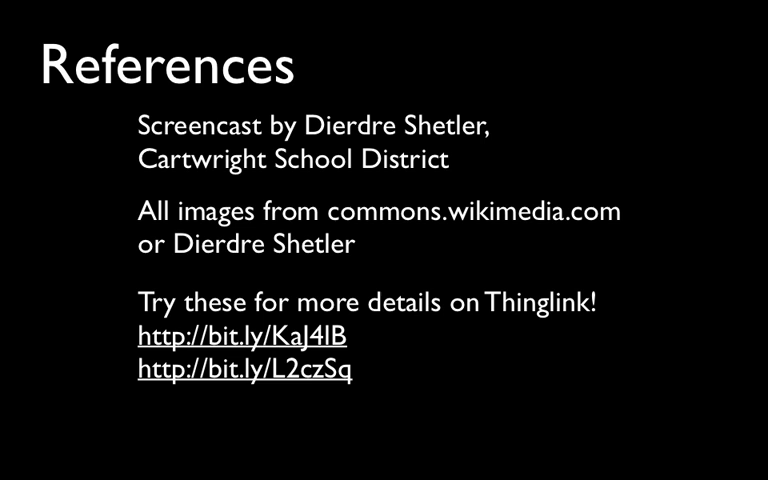 References
Screencast by Dierdre Shetler,
Cartwright School District
All images from commons.wikimedia.com
or Dierdre Shetler
Try these for more details on Thinglink!
http://bit.ly/KaJ4lB
http://bit.ly/L2czSq